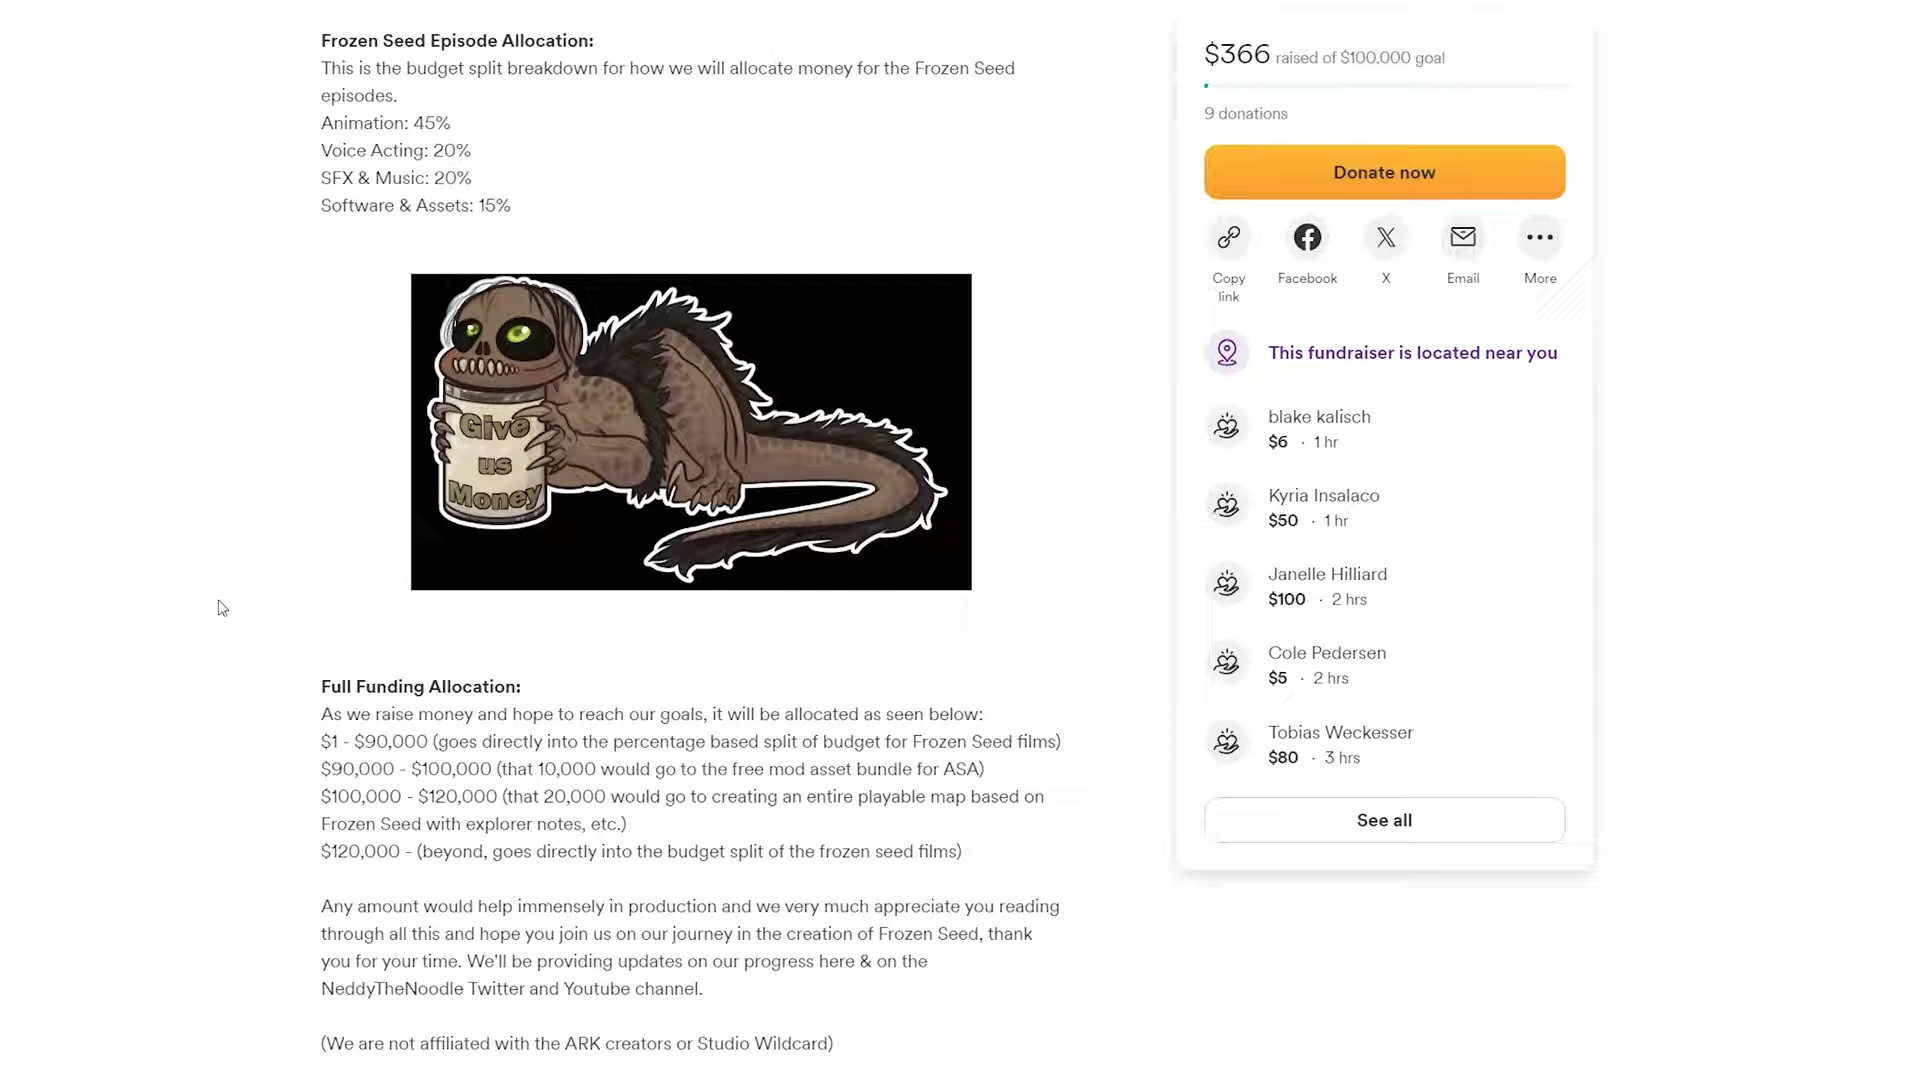 Frozen Seed Episode Allocation:
This is the budget split breakdown for how we will allocate money for the Frozen Seed
episodes.
Animation: 45%
Voice Acting: 20%
SFX & Music: 20%
Software & Assets: 15%
Give
us
Money
Full Funding Allocation:
As we raise money and hope to reach our goals, it will be allocated as seen below:
$1 - $90,000 (goes directly into the percentage based split of budget for Frozen Seed films)
$90,000 - $100,000 (that 10,000 would go to the free mod asset bundle for ASA)
$100,000 - $120,000 (that 20,000 would go to creating an entire playable map based on
Frozen Seed with explorer notes, etc.)
$120,000 - (beyond, goes directly into the budget split of the frozen seed films)
Any amount would help immensely in production and we very much appreciate you reading
through all this and hope you join us on our journey in the creation of Frozen Seed, thank
you for your time. We'll be providing updates on our progress here & on the
NeddyTheNoodle Twitter and Youtube channel.
(We are not affiliated with the ARK creators or Studio Wildcard)
$366 raised of $100,000 goal
9 donations
Donate now
Copy
link
Facebook
X
Email
More
This fundraiser is located near you
blake kalisch
$6 · 1 hr
Kyria Insalaco
$50 · 1 hr
Janelle Hilliard
$100 · 2 hrs
Cole Pedersen
$5 · 2 hrs
Tobias Weckesser
$80 · 3 hrs
See all